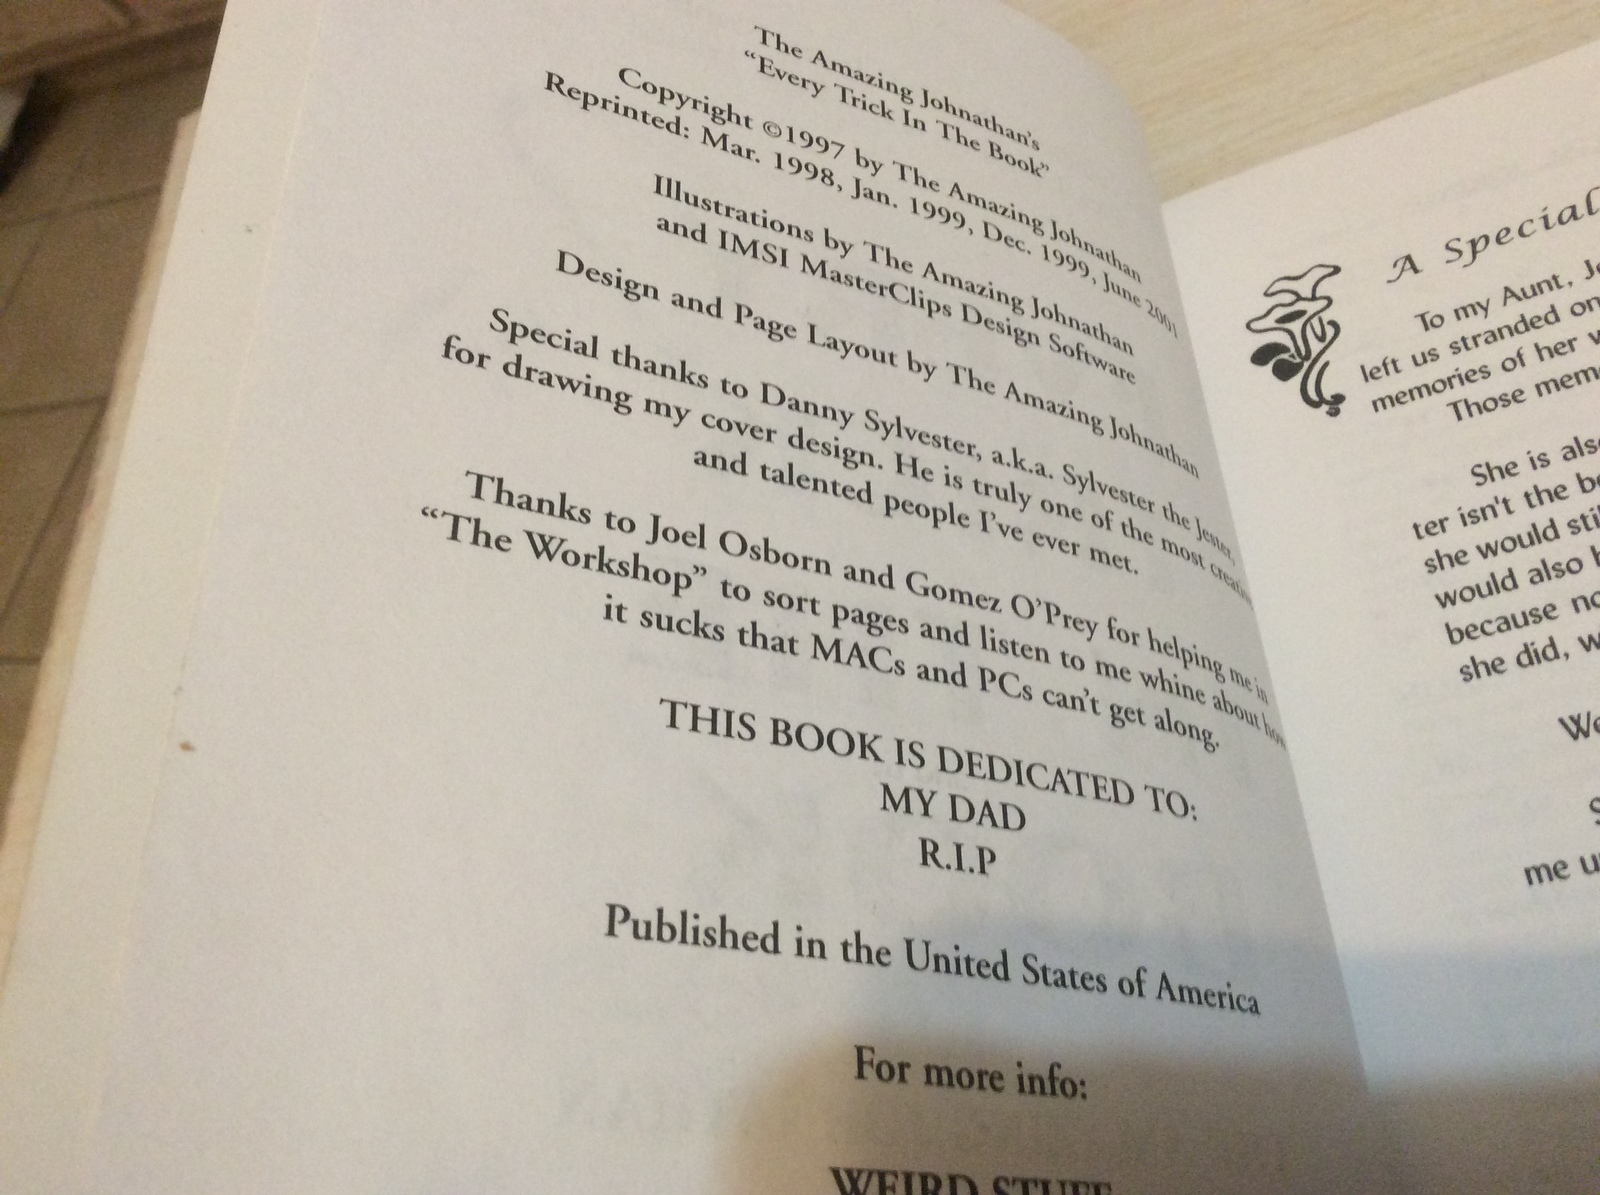 The Amazing Johnathan's
“Every Trick In The Book”
Copyright ©1997 by The Amazing Johnathan
Reprinted: Mar. 1998, Jan. 1999, Dec. 1999, June 2001
Illustrations by The Amazing Johnathan
and IMSI MasterClips Design Software
Design and Page Layout by The Amazing Johnathan
Special thanks to Danny Sylvester, a.k.a. Sylvester the Jester,
for drawing my cover design. He is truly one of the most
and talented people I've ever met.
Thanks to Joel Osborn and Gomez O'Prey for helping me in
“The Workshop” to sort pages and listen to me whine about how
it sucks that MACs and PCs can't get along.
THIS BOOK IS DEDICATED TO:
MY DAD
R.I.P
Published in the United States of America
For more info:
WEIRD STUFF
A Special
To my Aunt,
left us stranded on
memories of her
Those
She is
ter isn't the
she would
would also
because
she did,
me